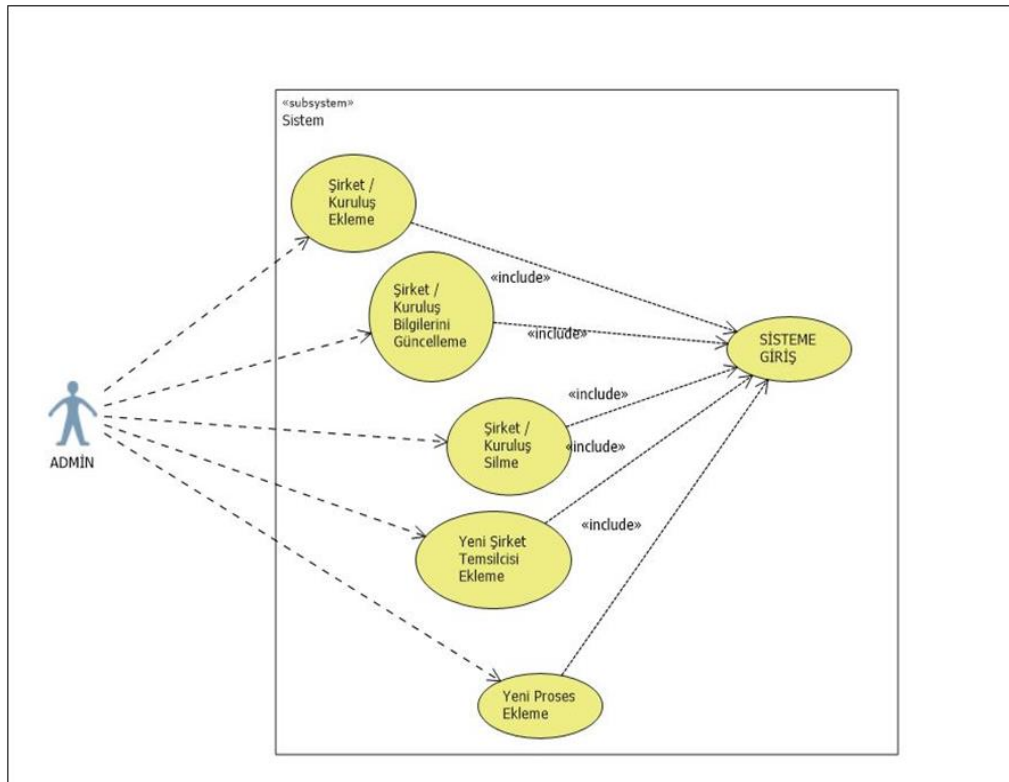 «subsystem»
Sistem
Şirket /
Kuruluş
Ekleme
«include»
Şirket /
Kuruluş
Bilgilerini
Güncelleme
«include»
SİSTEME
GİRİŞ
«include»
Şirket /
Kuruluş
Silme
«include»
ADMİN
«include»
Yeni Şirket
Temsilcisi
Ekleme
Yeni Proses
Ekleme